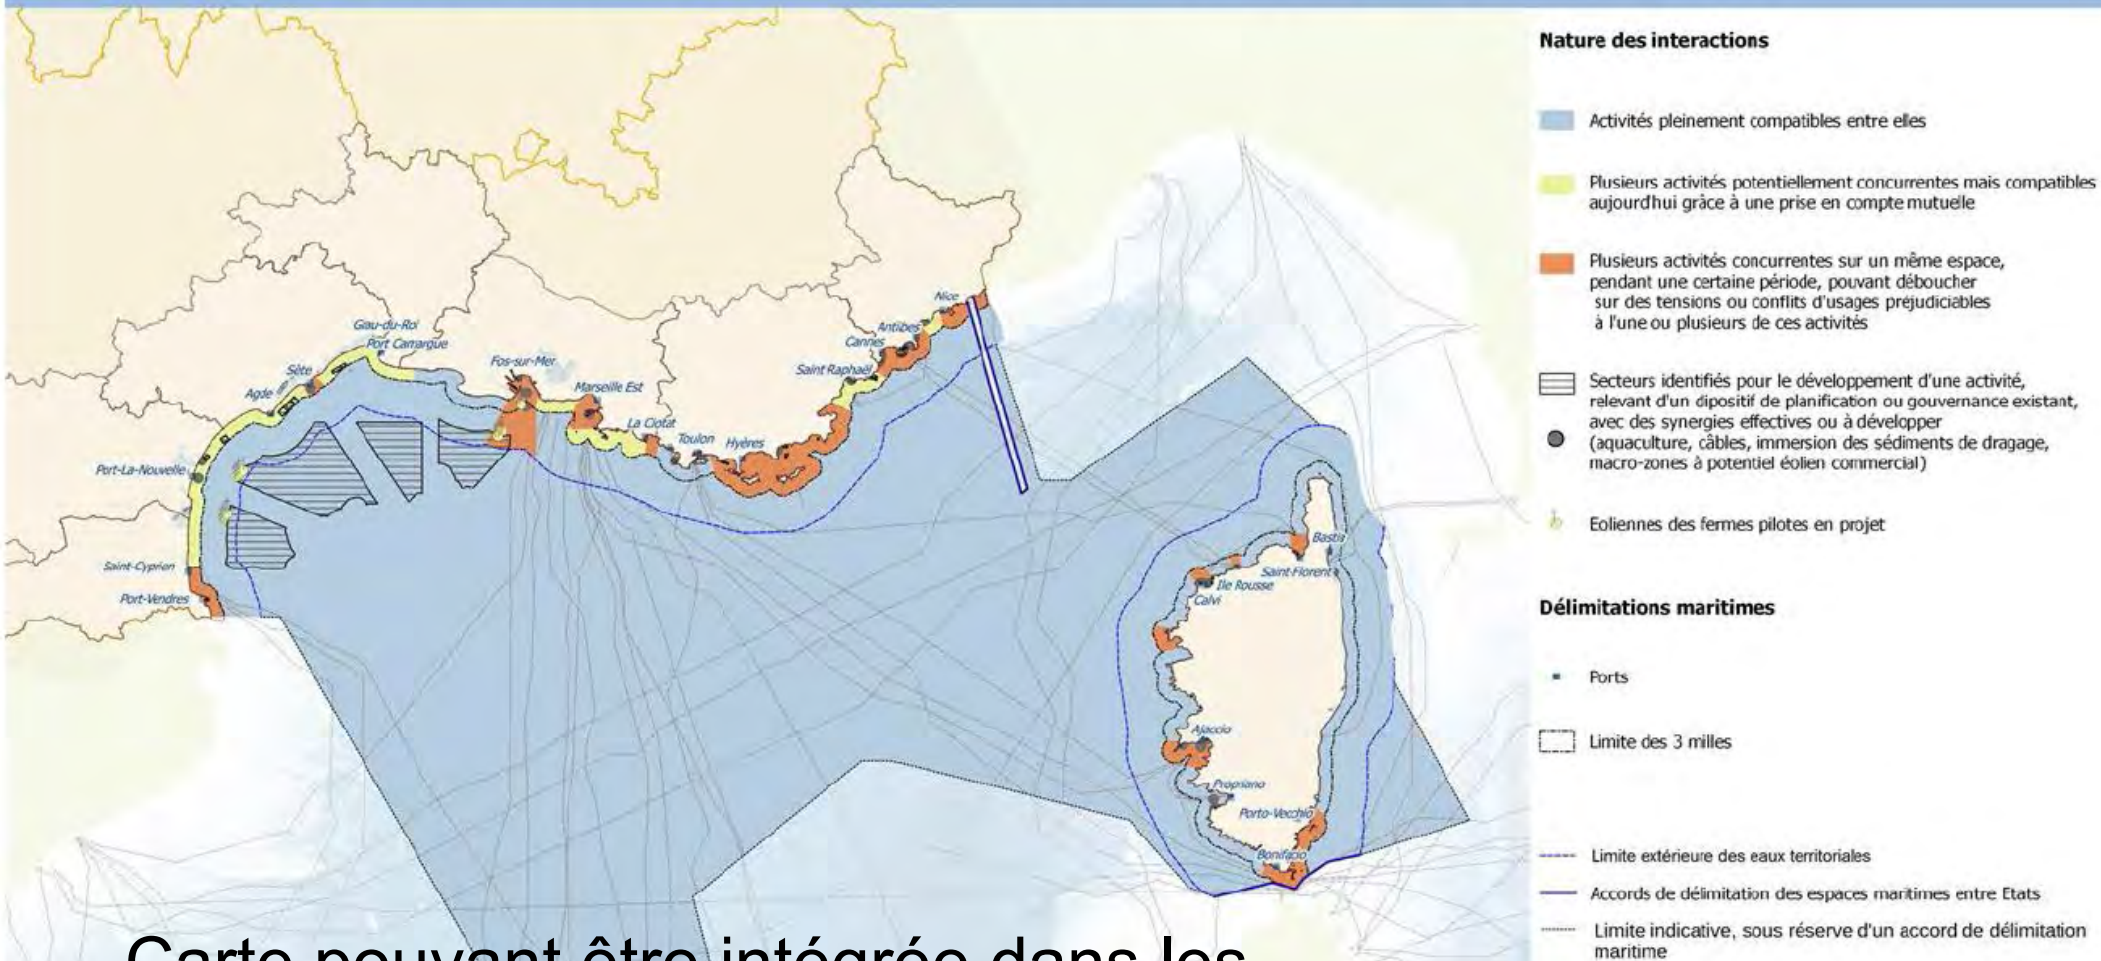 Nature des interactions
Activités pleinement compatibles entre elles
Plusieurs activités potentiellement concurrentes mais compatibles
aujourd'hui grâce à une prise en compte mutuelle
Plusieurs activités concurrentes sur un même espace,
pendant une certaine période, pouvant déboucher
sur des tensions ou conflits d'usages préjudiciables
à l'une ou plusieurs de ces activités
Secteurs identifiés pour le développement d'une activité,
relevant d'un dipositif de planification ou gouvernance existant,
avec des synergies effectives ou à développer
(aquaculture, câbles, immersion des sédiments de dragage,
macro-zones à potentiel éolien commercial)
Eoliennes des fermes pilotes en projet
Délimitations maritimes
Ports
Limite des 3 milles
Limite extérieure des eaux territoriales
Accords de délimitation des espaces maritimes entre Etats
Limite indicative, sous réserve d'un accord de délimitation
maritime
Nice
Antibes
Cannes
Saint Raphaël
Grau-du-Roi
Port Camargue
Fos-sur-Mer
Marseille Est
Sète
Agde
La Ciotat
Toulon
Hyères
Port-La-Nouvelle
Saint-Cyprien
Port-Vendres
Bastia
Saint-Florent
Ile Rousse
Calvi
Ajaccio
Propriano
Porto-Vecchio
Bonifacio
Carte pouvant être intégrée dans les